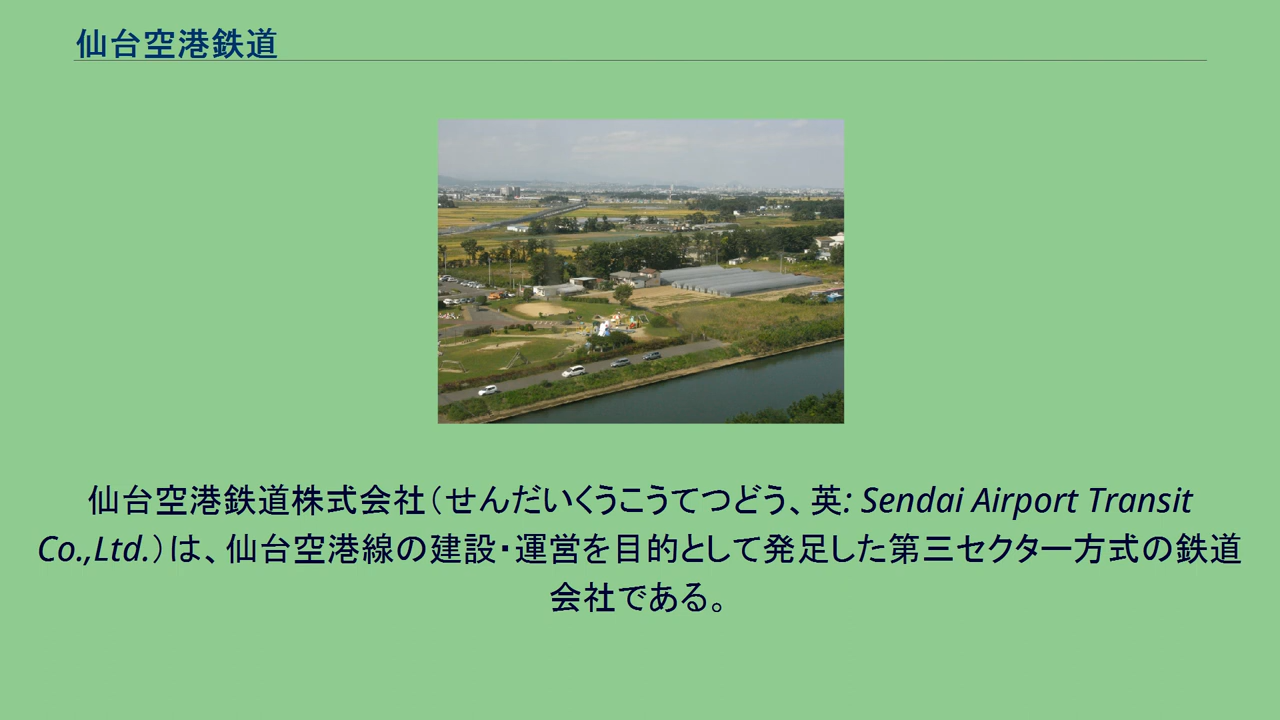 仙台空港鉄道
仙台空港鉄道株式会社（せんだいくうこうてつどう、英: Sendai Airport Transit
Co.,Ltd.）は、仙台空港線の建設・運営を目的として発足した第三セクター方式の鉄道
会社である。